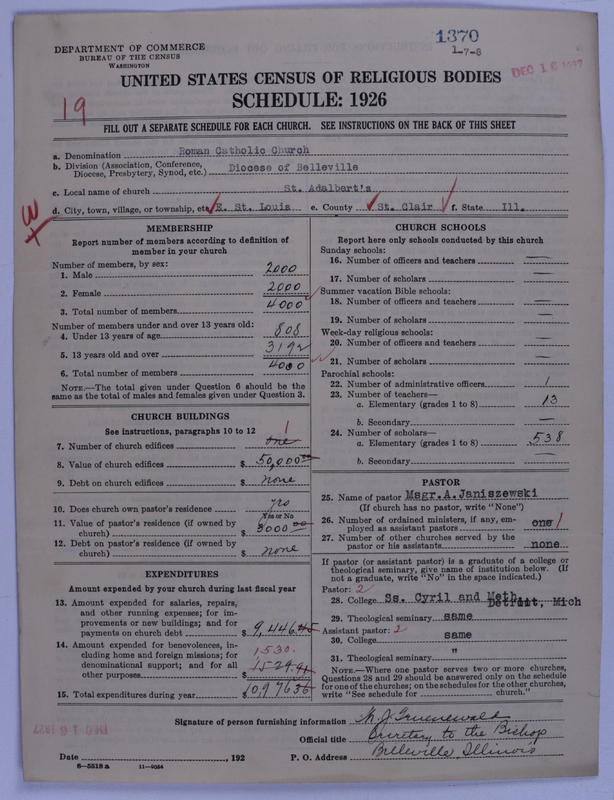 1370
1-7-8
DEPARTMENT OF COMMERCE
BUREAU OF THE CENSUS
WASHINGTON
DEC 16 1927
UNITED STATES CENSUS OF RELIGIOUS BODIES
SCHEDULE: 1926
19
FILL OUT A SEPARATE SCHEDULE FOR EACH CHURCH. SEE INSTRUCTIONS ON THE BACK OF THIS SHEET
a. Denomination Roman Catholic Church
b. Division (Association, Conference, Diocese, Presbytery, Synod, etc.) Diocese of Belleville
c. Local name of church St. Adalbert's
d. City, town, village, or township, etc. E. St. Louis e. County St. Clair f. State Ill.
MEMBERSHIP
Report number of members according to definition of
member in your church
Number of members, by sex:
1. Male 2000
2. Female 2000
3. Total number of members 4000
Number of members under and over 13 years old:
4. Under 13 years of age 808
5. 13 years old and over 3192
6. Total number of members 4000
NOTE.—The total given under Question 6 should be the
same as the total of males and females given under Question 3.
CHURCH BUILDINGS
See instructions, paragraphs 10 to 12
7. Number of church edifices one 1
8. Value of church edifices $ 50,000
9. Debt on church edifices $ none
10. Does church own pastor's residence yes
Yes or No
11. Value of pastor's residence (if owned by
church) $ 3000
12. Debt on pastor's residence (if owned by
church) $ none
EXPENDITURES
Amount expended by your church during last fiscal year
13. Amount expended for salaries, repairs,
and other running expenses; for im-
provements or new buildings; and for
payments on church debt $ 9,446.45
14. Amount expended for benevolences, in-
cluding home and foreign missions; for
denominational support; and for all
other purposes $ 1529.91
1530.
15. Total expenditures during year $ 10,976.36
CHURCH SCHOOLS
Report here only schools conducted by this church
Sunday schools:
16. Number of officers and teachers —
17. Number of scholars —
Summer vacation Bible schools:
18. Number of officers and teachers —
19. Number of scholars —
Week-day religious schools:
20. Number of officers and teachers —
21. Number of scholars —
Parochial schools:
22. Number of administrative officers 1
23. Number of teachers—
a. Elementary (grades 1 to 8) 13
b. Secondary —
24. Number of scholars—
a. Elementary (grades 1 to 8) 538
b. Secondary —
PASTOR
25. Name of pastor Msgr. A. Janiszewski
(If church has no pastor, write "None")
26. Number of ordained ministers, if any, em-
ployed as assistant pastors one 1
27. Number of other churches served by the
pastor or his assistants none
If pastor (or assistant pastor) is a graduate of a college or
theological seminary, give name of institution below. (If
not a graduate, write "No" in the space indicated.)
Pastor: 2
28. College Ss. Cyril and Meth. Detroit, Mich
29. Theological seminary same
Assistant pastor: 2
30. College same
31. Theological seminary "
NOTE.—Where one pastor serves two or more churches,
Questions 28 and 29 should be answered only on the schedule
for one of the churches; on the schedules for the other churches,
write "See schedule for church."
Signature of person furnishing information M. J. Gruenewald
Official title Secretary to the Bishop
Date , 192 P. O. Address Belleville, Illinois
8-5518a 11-9054
DEC 16 1927